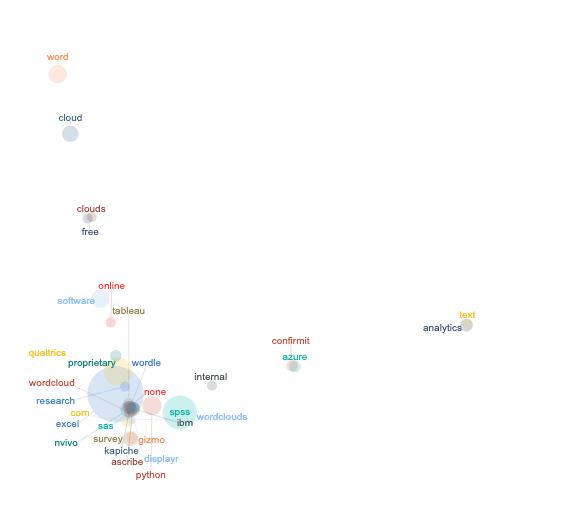 word
cloud
clouds
free
online
software
tableau
text
analytics
confirmit
qualtrics
proprietary
wordle
azure
internal
wordcloud
research
none
com
spss
wordclouds
excel
sas
ibm
nvivo
survey
gizmo
kapiche
displayr
ascribe
python